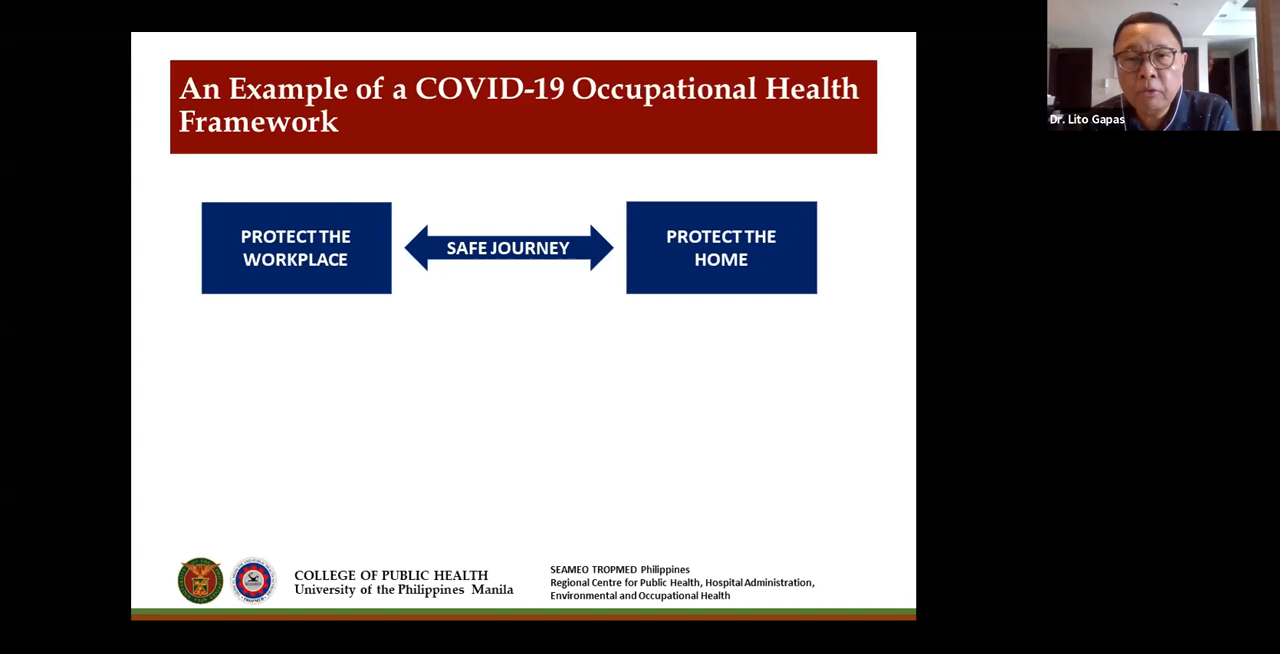 An Example of a COVID-19 Occupational Health
Framework
PROTECT THE
WORKPLACE
SAFE JOURNEY
PROTECT THE
HOME
COLLEGE OF PUBLIC HEALTH
University of the Philippines Manila
SEAMEO TROPMED Philippines
Regional Centre for Public Health, Hospital Administration,
Environmental and Occupational Health
Dr. Lito Gapas